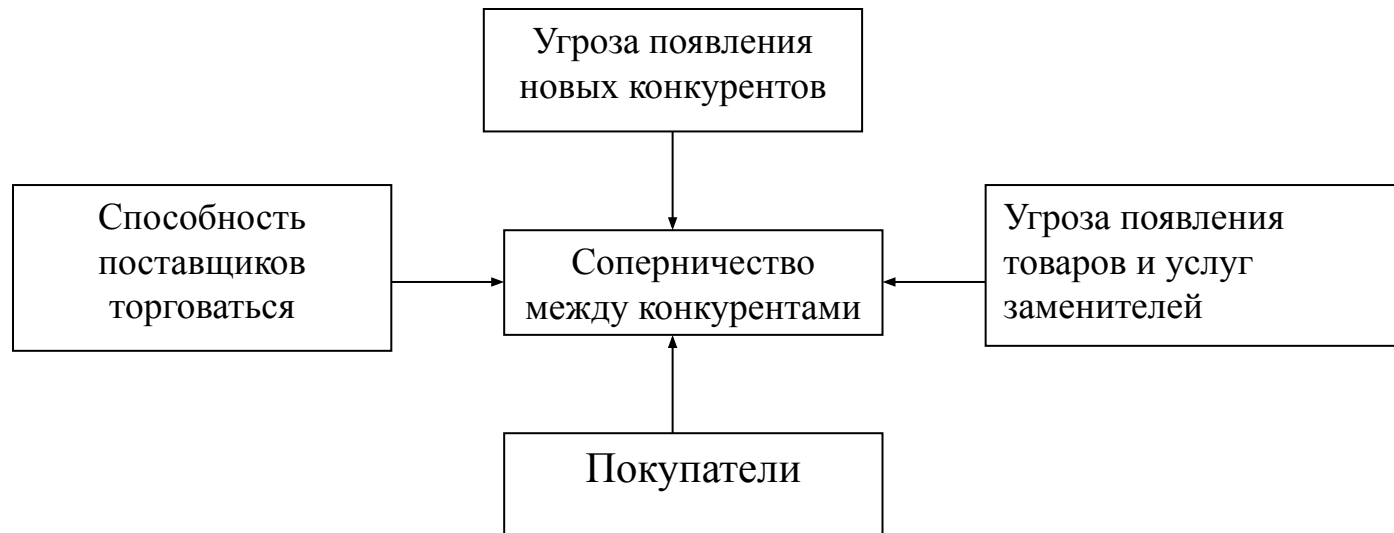 Угроза появления
новых конкурентов
Способность
поставщиков
торговаться
Соперничество
между конкурентами
Угроза появления
товаров и услуг
заменителей
Покупатели